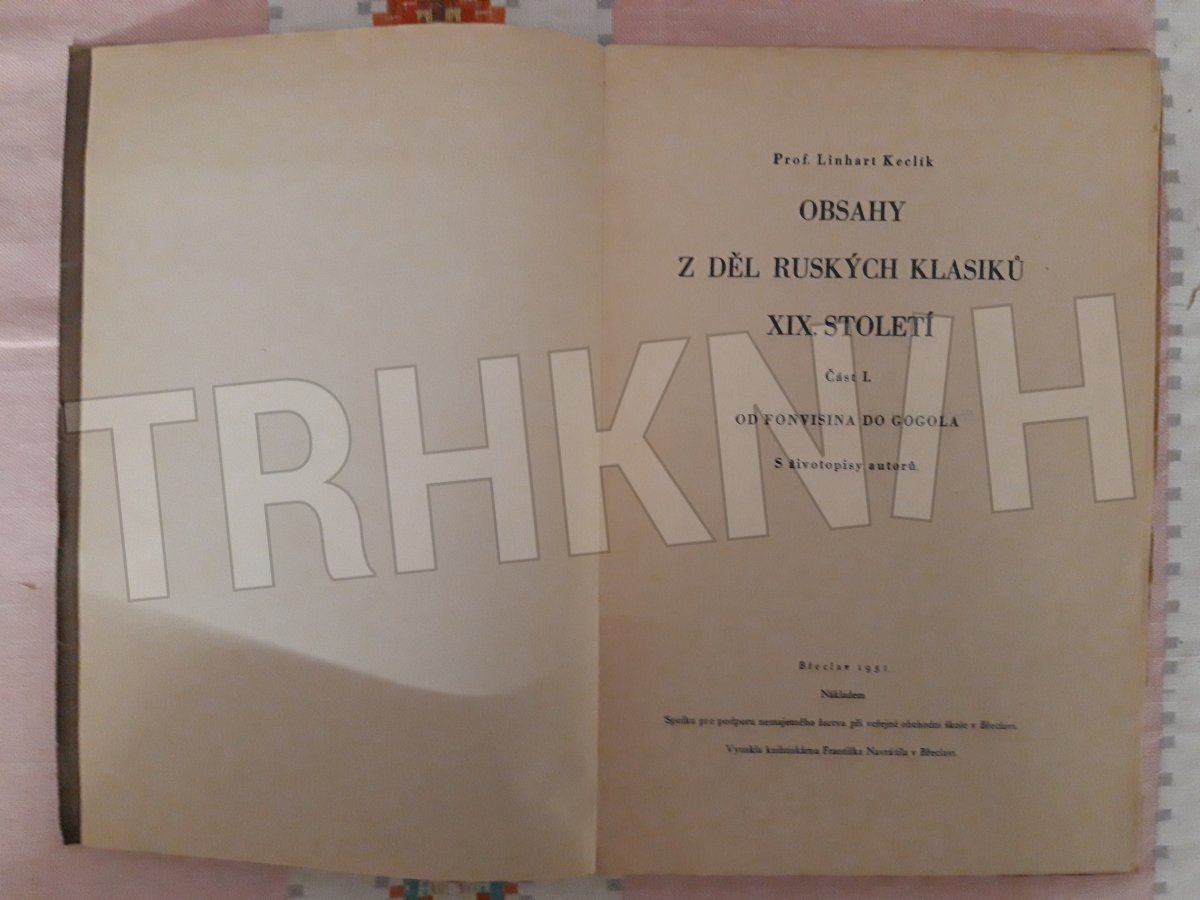 Prof. Linhart Keclík
OBSAHY
Z DĚL RUSKÝCH KLASIKŮ
XIX. STOLETÍ
Část I.
OD FONVISINA DO GOGOLA
S životopisy autorů
Břeclav 1931
Nákladem
Spolku pro podporu nemajetného žactva při veřejné obchodní škole v Břeclavi.
Vytiskla knihtiskárna Františka Navrátila v Břeclavi.
TRHKNIH